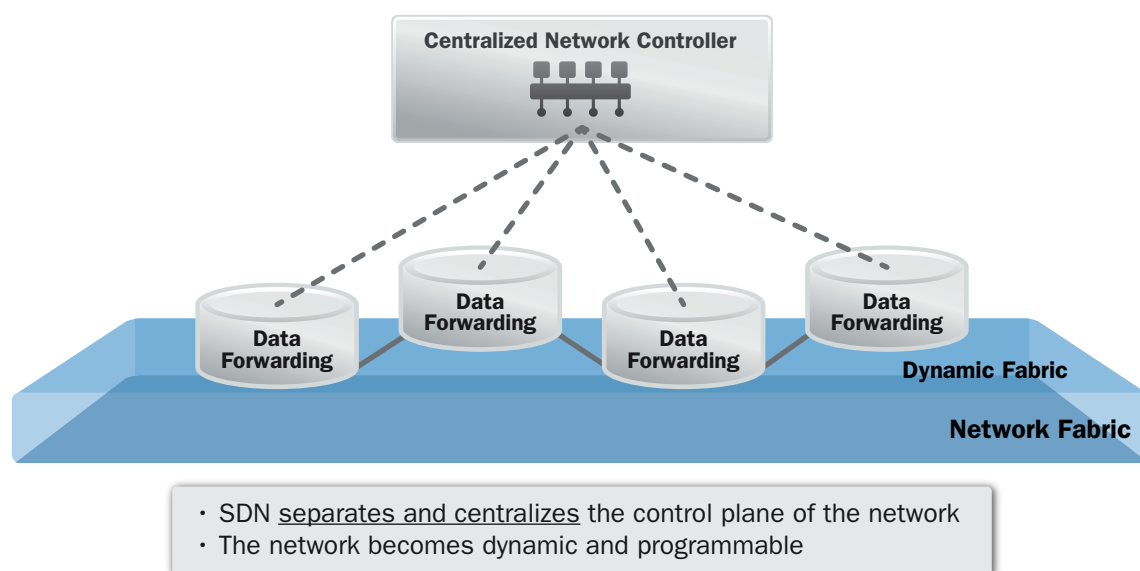 Centralized Network Controller
Data
Forwarding
Data
Forwarding
Data
Forwarding
Data
Forwarding
Dynamic Fabric
Network Fabric
· SDN separates and centralizes the control plane of the network
· The network becomes dynamic and programmable